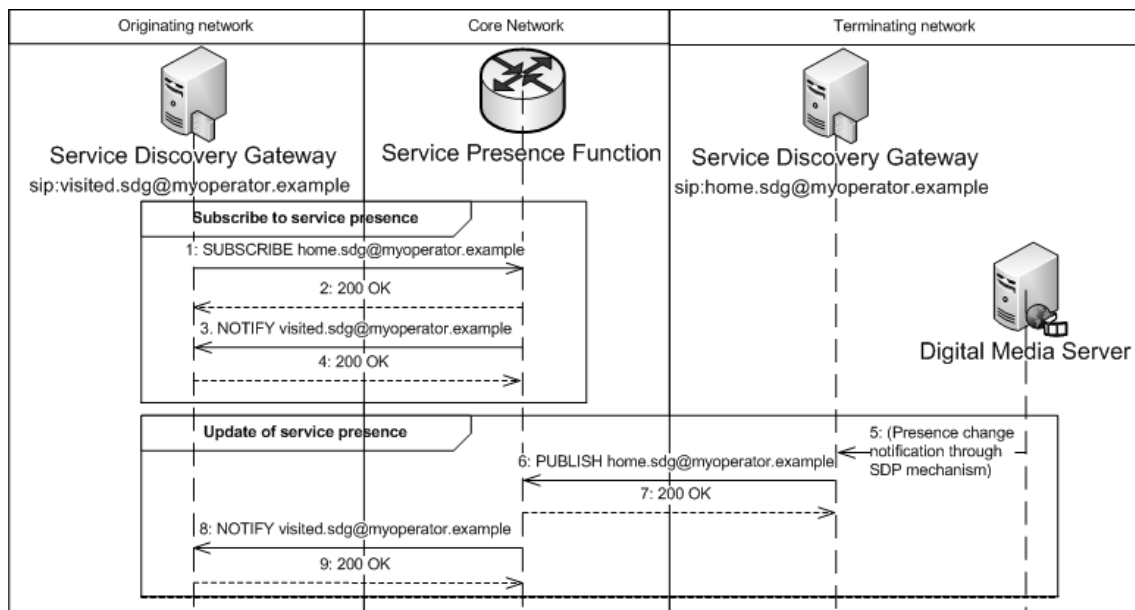 Originating network
Core Network
Terminating network
Service Discovery Gateway
sip:visited.sdg@myoperator.example
Service Presence Function
Service Discovery Gateway
sip:home.sdg@myoperator.example
Subscribe to service presence
1: SUBSCRIBE home.sdg@myoperator.example
2: 200 OK
3. NOTIFY visited.sdg@myoperator.example
4: 200 OK
Digital Media Server
Update of service presence
5: (Presence change
notification through
SDP mechanism)
6: PUBLISH home.sdg@myoperator.example
7: 200 OK
8: NOTIFY visited.sdg@myoperator.example
9: 200 OK